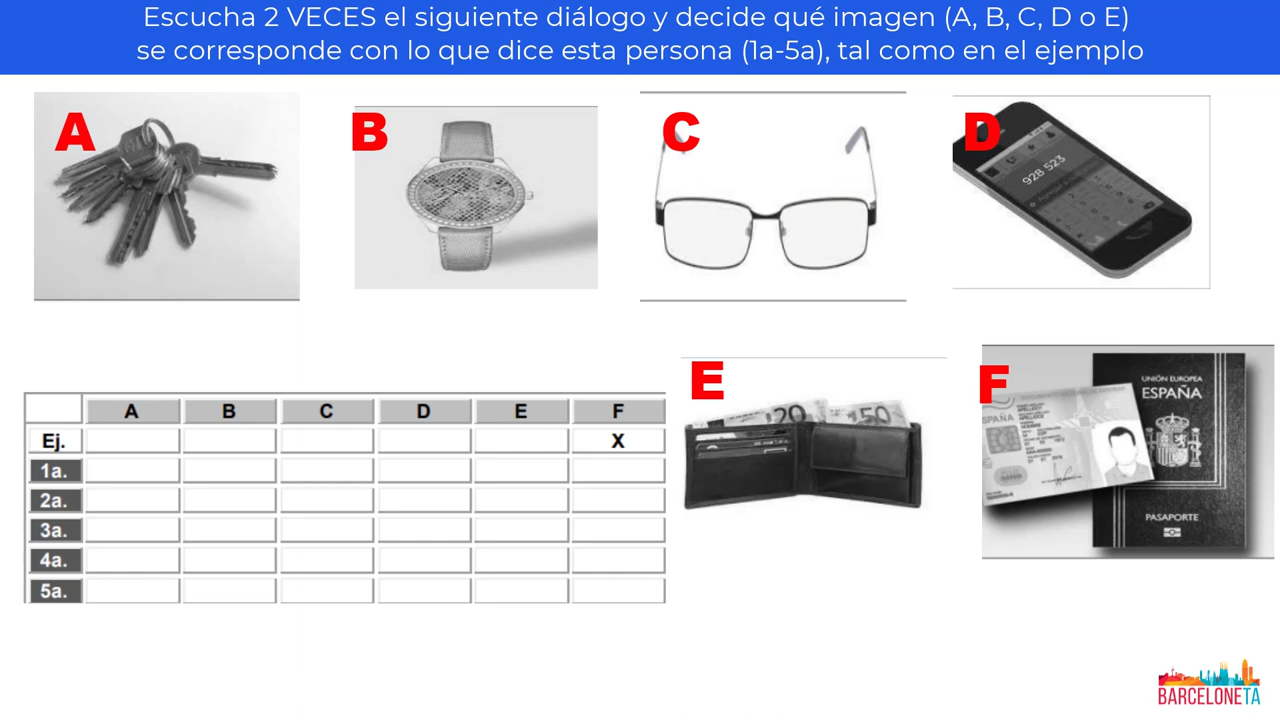 Escucha 2 VECES el siguiente diálogo y decide qué imagen (A, B, C, D o E)
se corresponde con lo que dice esta persona (1a-5a), tal como en el ejemplo
A
B
C
D
928 523
E
20
50
F
UNIÓN EUROPEA
ESPAÑA
PASAPORTE
A B C D E F
Ej. X
1a.
2a.
3a.
4a.
5a.
BARCELONETA